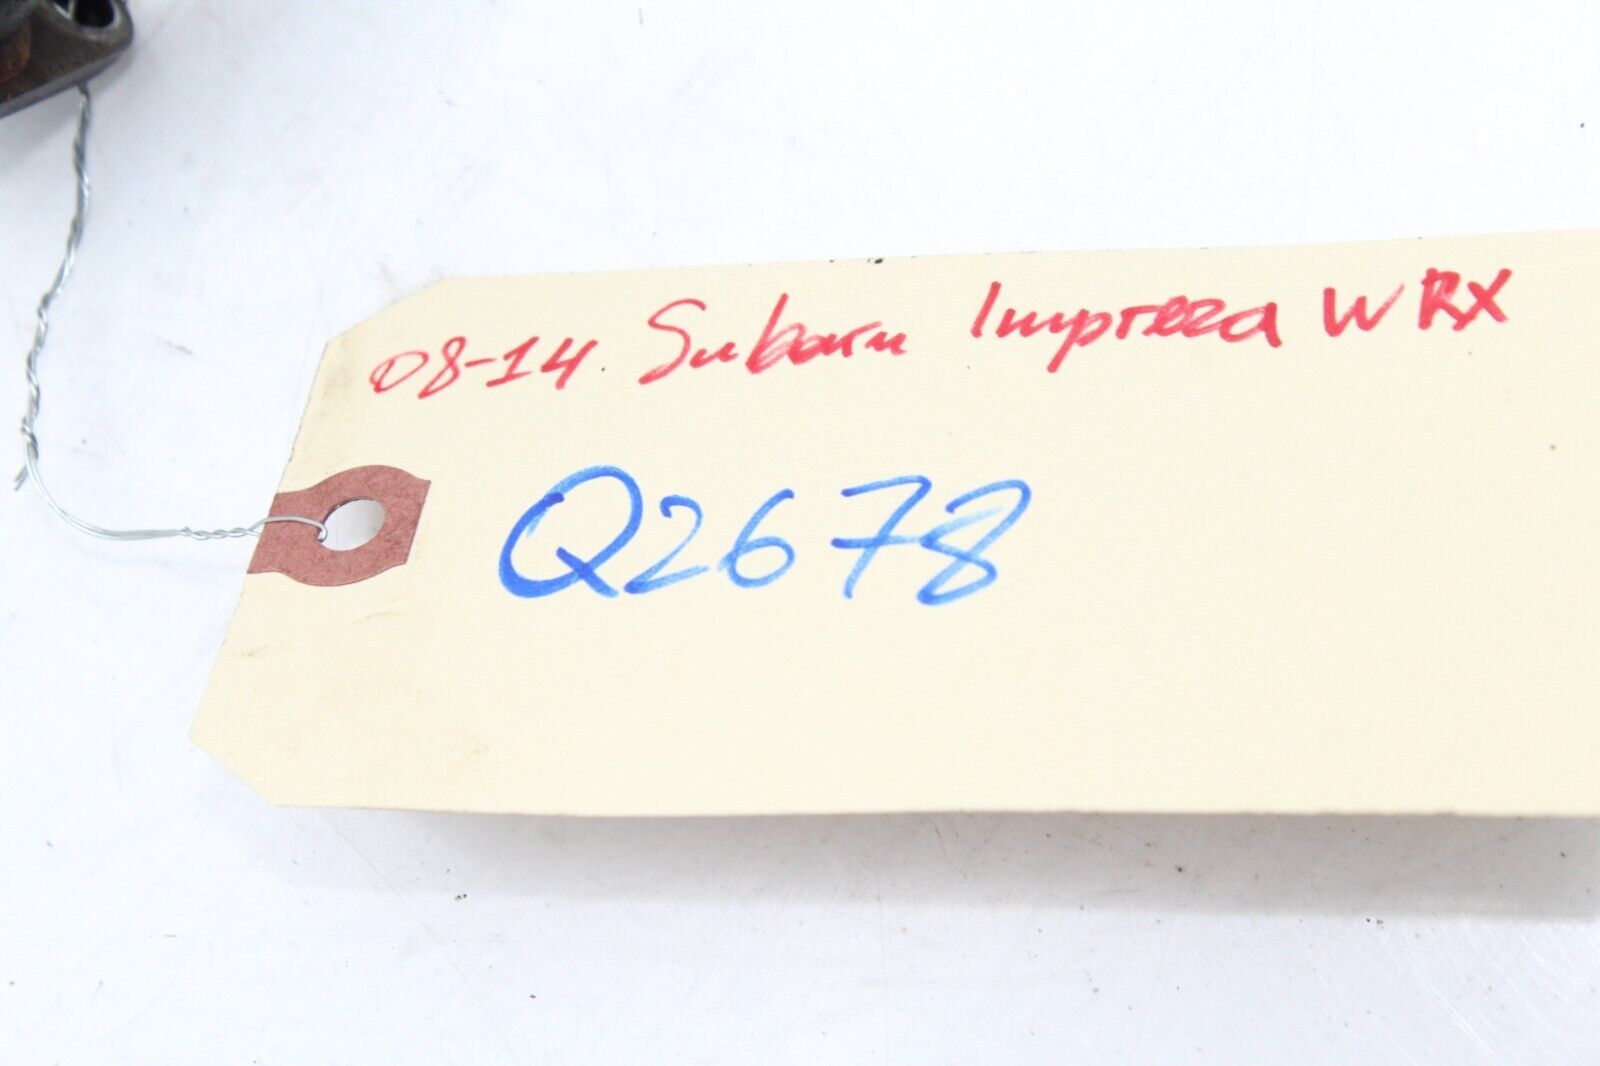 08-14. Subaru Impreza WRX
Q2678